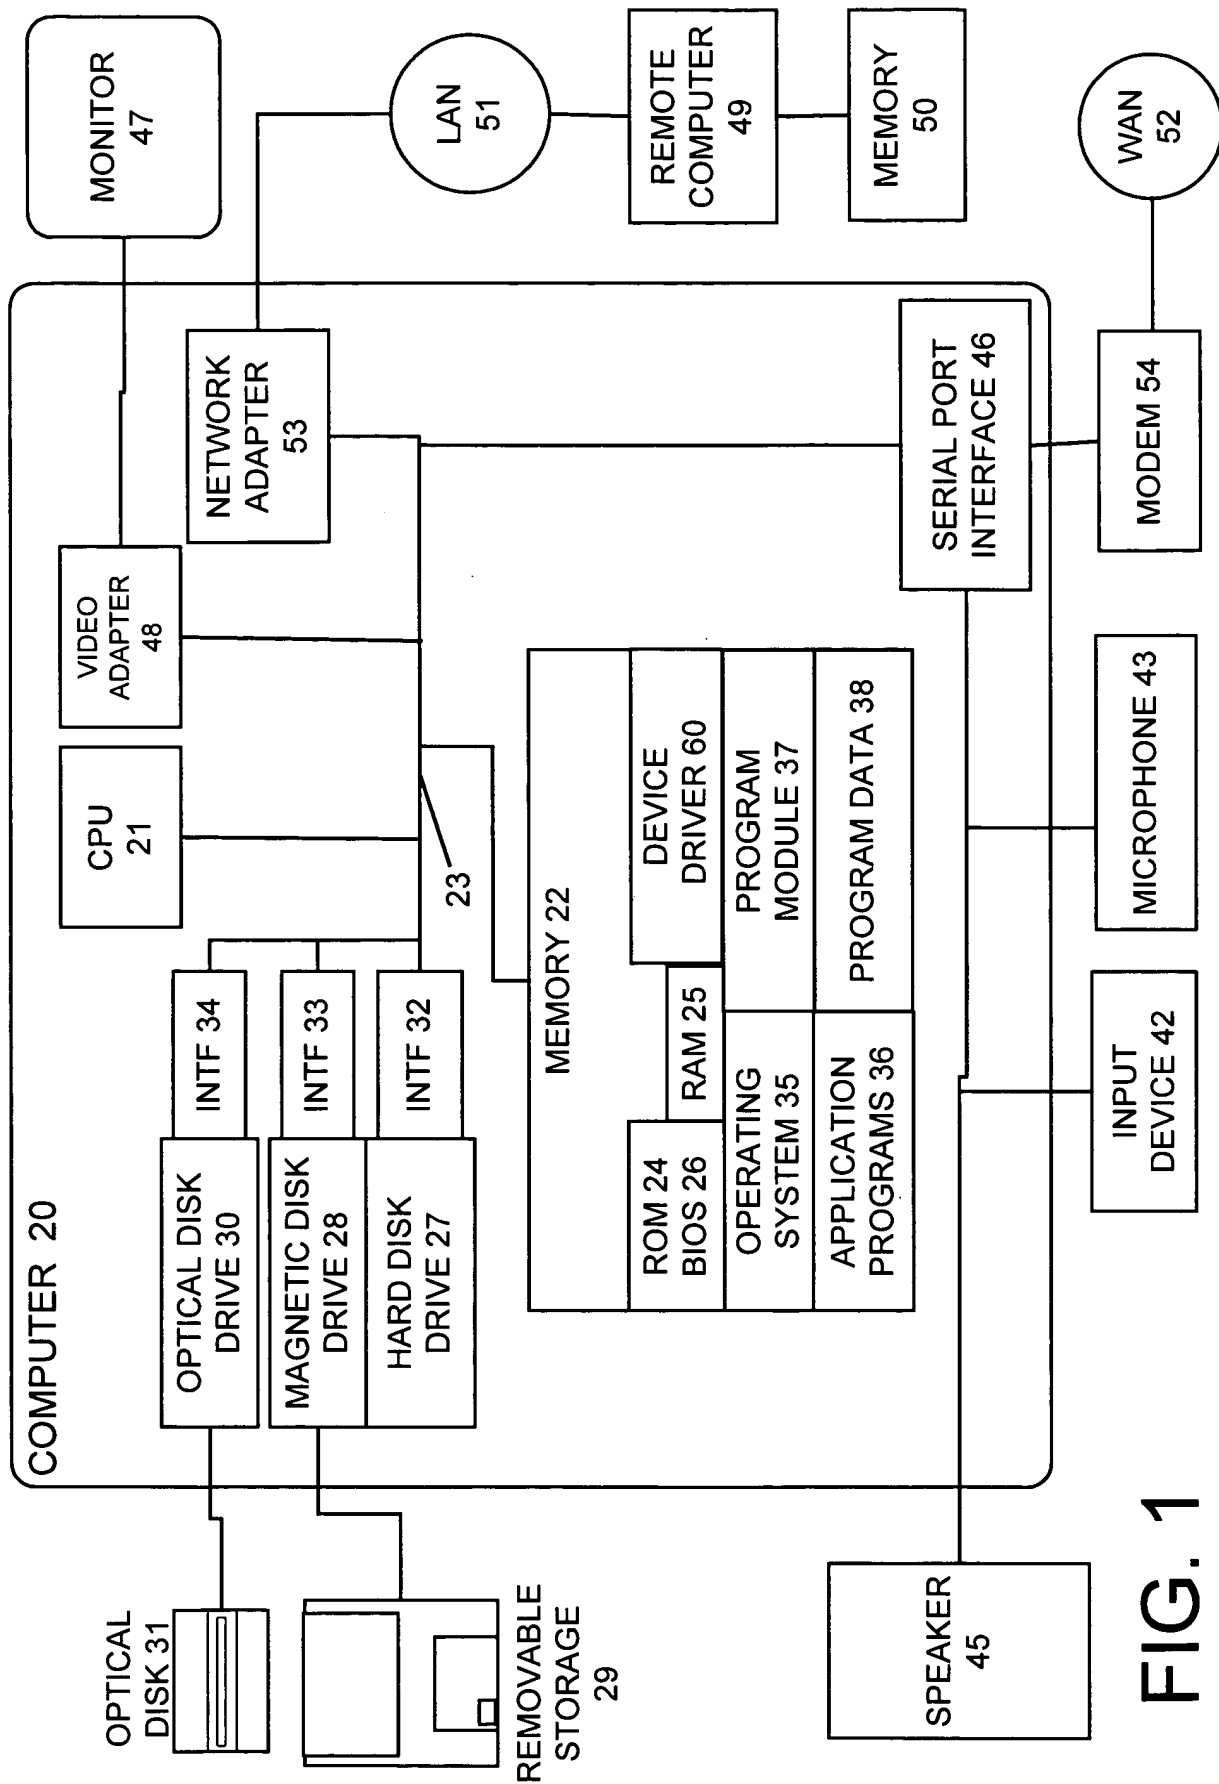 COMPUTER 20
OPTICAL
DISK 31
REMOVABLE
STORAGE
29
OPTICAL DISK
DRIVE 30
MAGNETIC DISK
DRIVE 28
HARD DISK
DRIVE 27
INTF 34
INTF 33
INTF 32
CPU
21
VIDEO
ADAPTER
48
NETWORK
ADAPTER
53
MONITOR
47
LAN
51
REMOTE
COMPUTER
49
MEMORY
50
WAN
52
23
MEMORY 22
ROM 24
BIOS 26
RAM 25
DEVICE
DRIVER 60
OPERATING
SYSTEM 35
PROGRAM
MODULE 37
APPLICATION
PROGRAMS 36
PROGRAM DATA 38
SERIAL PORT
INTERFACE 46
SPEAKER
45
INPUT
DEVICE 42
MICROPHONE 43
MODEM 54
FIG. 1